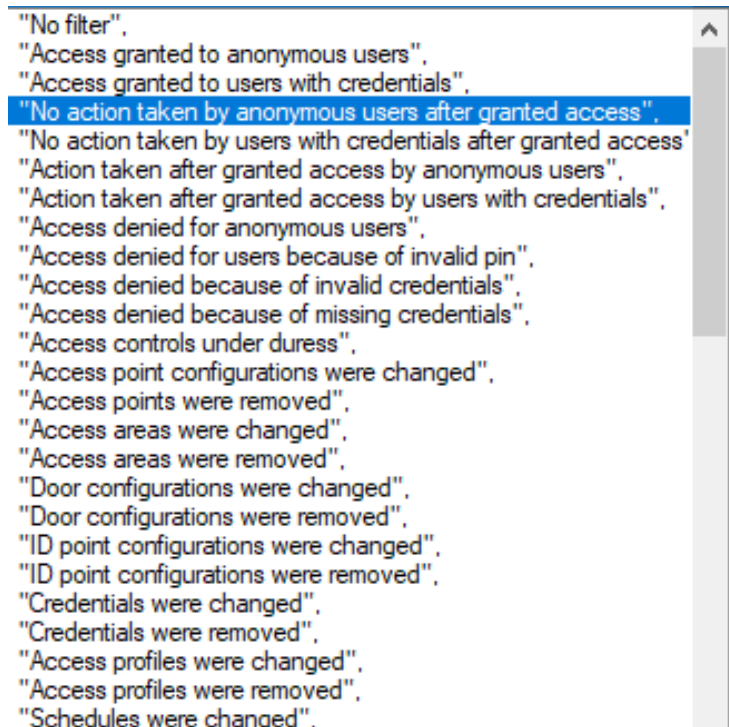 "No filter",
"Access granted to anonymous users",
"Access granted to users with credentials",
"No action taken by anonymous users after granted access",
"No action taken by users with credentials after granted access"
"Action taken after granted access by anonymous users",
"Action taken after granted access by users with credentials",
"Access denied for anonymous users",
"Access denied for users because of invalid pin",
"Access denied because of invalid credentials",
"Access denied because of missing credentials",
"Access controls under duress",
"Access point configurations were changed",
"Access points were removed",
"Access areas were changed",
"Access areas were removed",
"Door configurations were changed",
"Door configurations were removed",
"ID point configurations were changed",
"ID point configurations were removed",
"Credentials were changed",
"Credentials were removed",
"Access profiles were changed",
"Access profiles were removed",
"Schedules were changed",